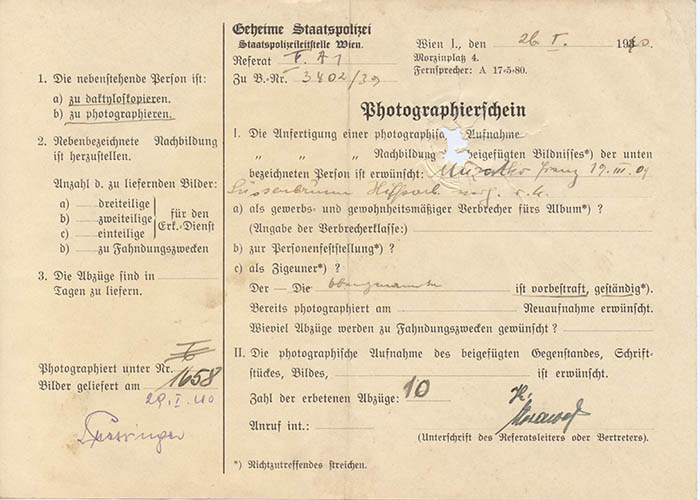 1. Die nebenstehende Person ist:
a) zu daktyloskopieren.
b) zu photographieren.
2. Nebenbezeichnete Nachbildung
ist herzustellen.
Anzahl d. zu liefernden Bilder:
a) dreiteilige
b) zweiteilige
c) einteilige
für den
Erk.-Dienst
d) zu Fahndungszwecken
3. Die Abzüge sind in
Tagen zu liefern.
Photographiert unter Nr.
1658
Bilder geliefert am
29. I. 40
Geheime Staatspolizei
Staatspolizeileitstelle Wien.
Referat
Zu B.-Nr. 3402/39
Wien I., den 26. I. 1940.
Morzinplatz 4.
Fernsprecher: A 17-5-80.
Photographierschein
I. Die Anfertigung einer photographi Aufnahme
„ „ „ Nachbildung beigefügten Bildnisses*) der unten
bezeichneten Person ist erwünscht: Franz 19. III. 09
a) als gewerbs- und gewohnheitsmäßiger Verbrecher fürs Album*) ?
(Angabe der Verbrecherklasse:)
b) zur Personenfeststellung*) ?
c) als Zigeuner*) ?
Der — Die Obengenannte ist vorbestraft, geständig*).
Bereits photographiert am Neuaufnahme erwünscht.
Wieviel Abzüge werden zu Fahndungszwecken gewünscht ?
II. Die photographische Aufnahme des beigefügten Gegenstandes, Schrift-
stückes, Bildes, ist erwünscht.
Zahl der erbetenen Abzüge: 10
Anruf int.:
(Unterschrift des Referatsleiters oder Vertreters).
*) Nichtzutreffendes streichen.